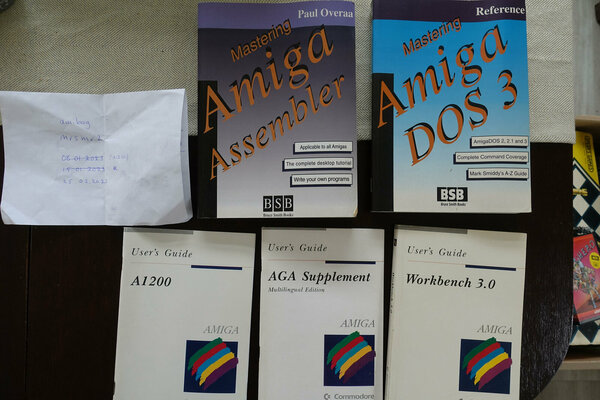 Paul Overaa
Mastering
Amiga
Assembler
Applicable to all Amigas
The complete desktop tutorial
Write your own programs
BSB
Bruce Smith Books
Reference
Mastering
Amiga
DOS 3
AmigaDOS 2, 2.1 and 3
Complete Command Coverage
Mark Smiddy's A-Z Guide
BSB
Bruce Smith Books
User's Guide
A1200
AMIGA
User's Guide
AGA Supplement
Multilingual Edition
AMIGA
Commodore
User's Guide
Workbench 3.0
AMIGA